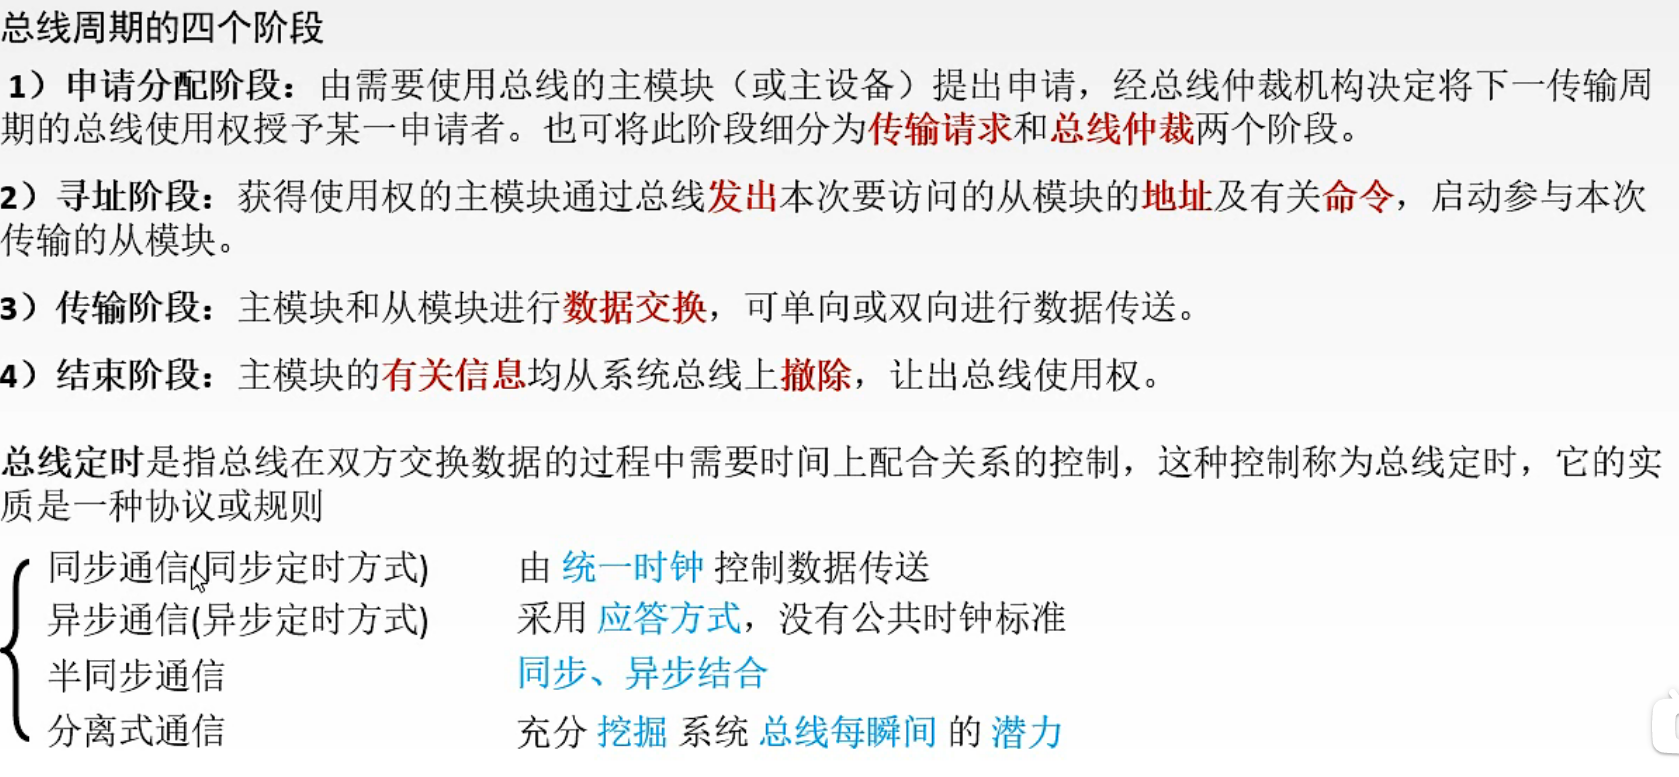 总线周期的四个阶段
1）申请分配阶段：由需要使用总线的主模块（或主设备）提出申请，经总线仲裁机构决定将下一传输周
期的总线使用权授予某一申请者。也可将此阶段细分为传输请求和总线仲裁两个阶段。
2）寻址阶段：获得使用权的主模块通过总线发出本次要访问的从模块的地址及有关命令，启动参与本次
传输的从模块。
3）传输阶段：主模块和从模块进行数据交换，可单向或双向进行数据传送。
4）结束阶段：主模块的有关信息均从系统总线上撤除，让出总线使用权。
总线定时是指总线在双方交换数据的过程中需要时间上配合关系的控制，这种控制称为总线定时，它的实
质是一种协议或规则
同步通信(同步定时方式) 由 统一时钟 控制数据传送
异步通信(异步定时方式) 采用 应答方式，没有公共时钟标准
半同步通信 同步、异步结合
分离式通信 充分 挖掘 系统 总线每瞬间 的 潜力